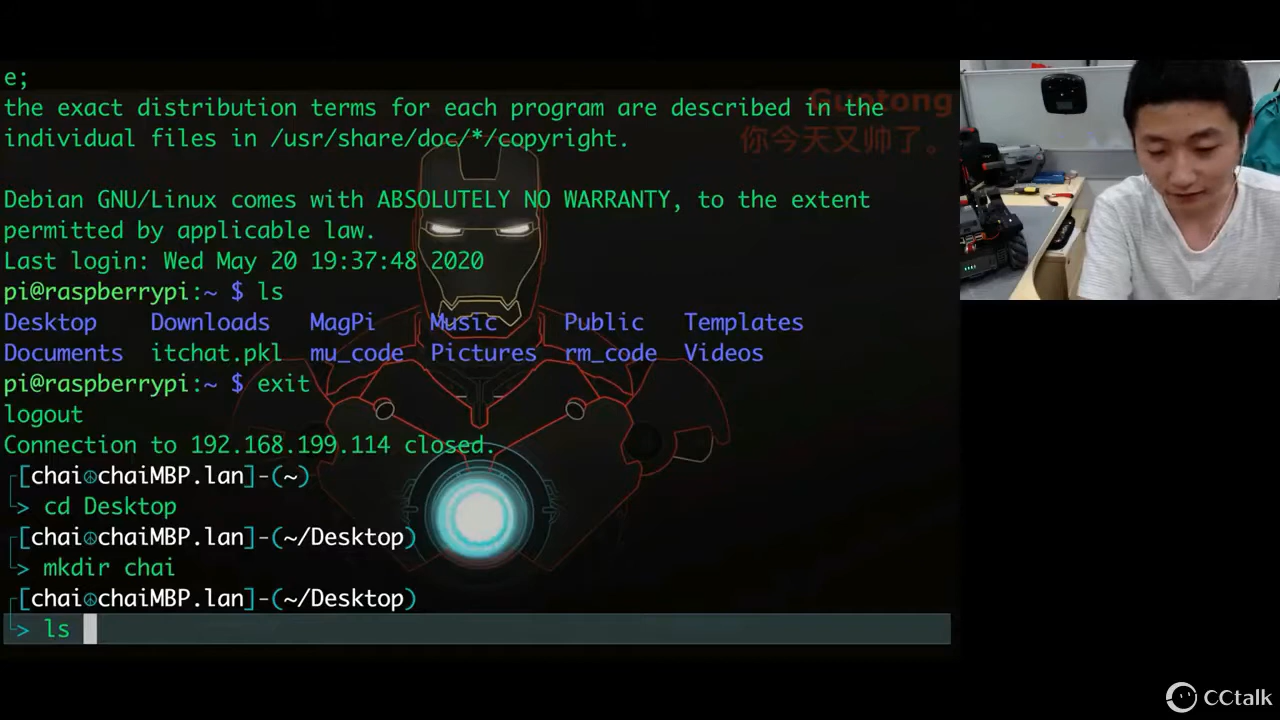 e;
the exact distribution terms for each program are described in the
individual files in /usr/share/doc/*/copyright.
Guotong
你今天又帅了。
Debian GNU/Linux comes with ABSOLUTELY NO WARRANTY, to the extent
permitted by applicable law.
Last login: Wed May 20 19:37:48 2020
pi@raspberrypi:~ $ ls
Desktop Downloads MagPi Music Public Templates
Documents itchat.pkl mu_code Pictures rm_code Videos
pi@raspberrypi:~ $ exit
logout
Connection to 192.168.199.114 closed.
[chai☮chaiMBP.lan]-(~)
> cd Desktop
[chai☮chaiMBP.lan]-(~/Desktop)
> mkdir chai
[chai☮chaiMBP.lan]-(~/Desktop)
> ls
CCtalk